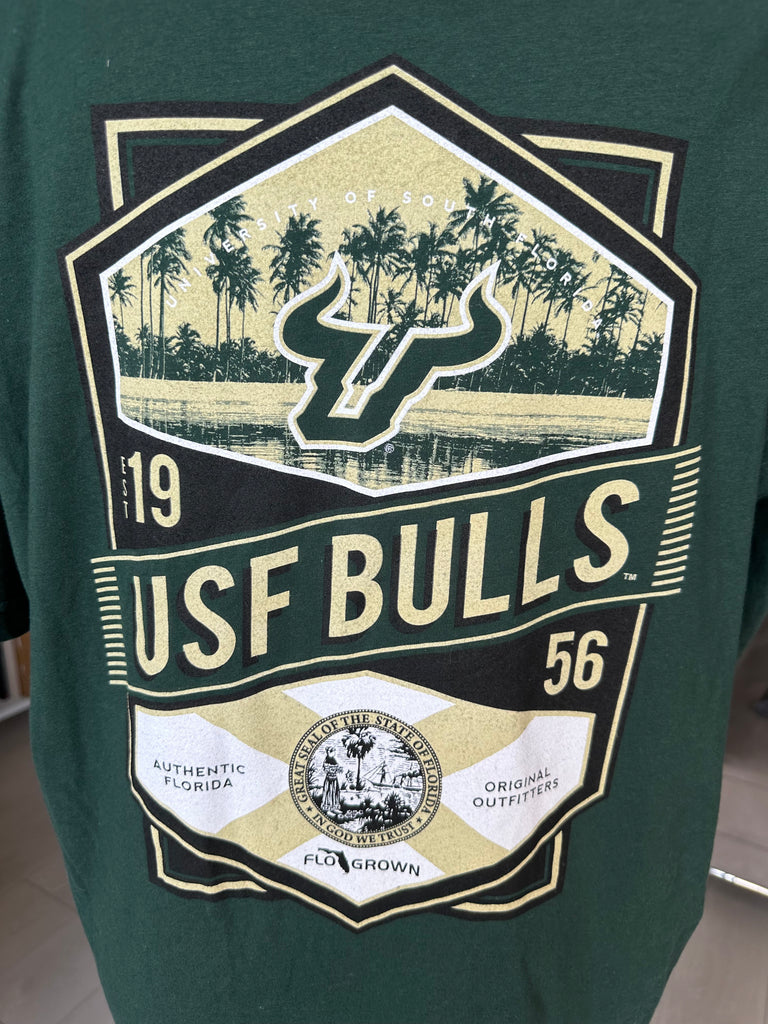 UNIVERSITY OF SOUTH FLORIDA
®
EST
19
USF BULLS™
56
AUTHENTIC
FLORIDA
GREAT SEAL OF THE STATE OF FLORIDA
IN GOD WE TRUST
ORIGINAL
OUTFITTERS
FLO GROWN